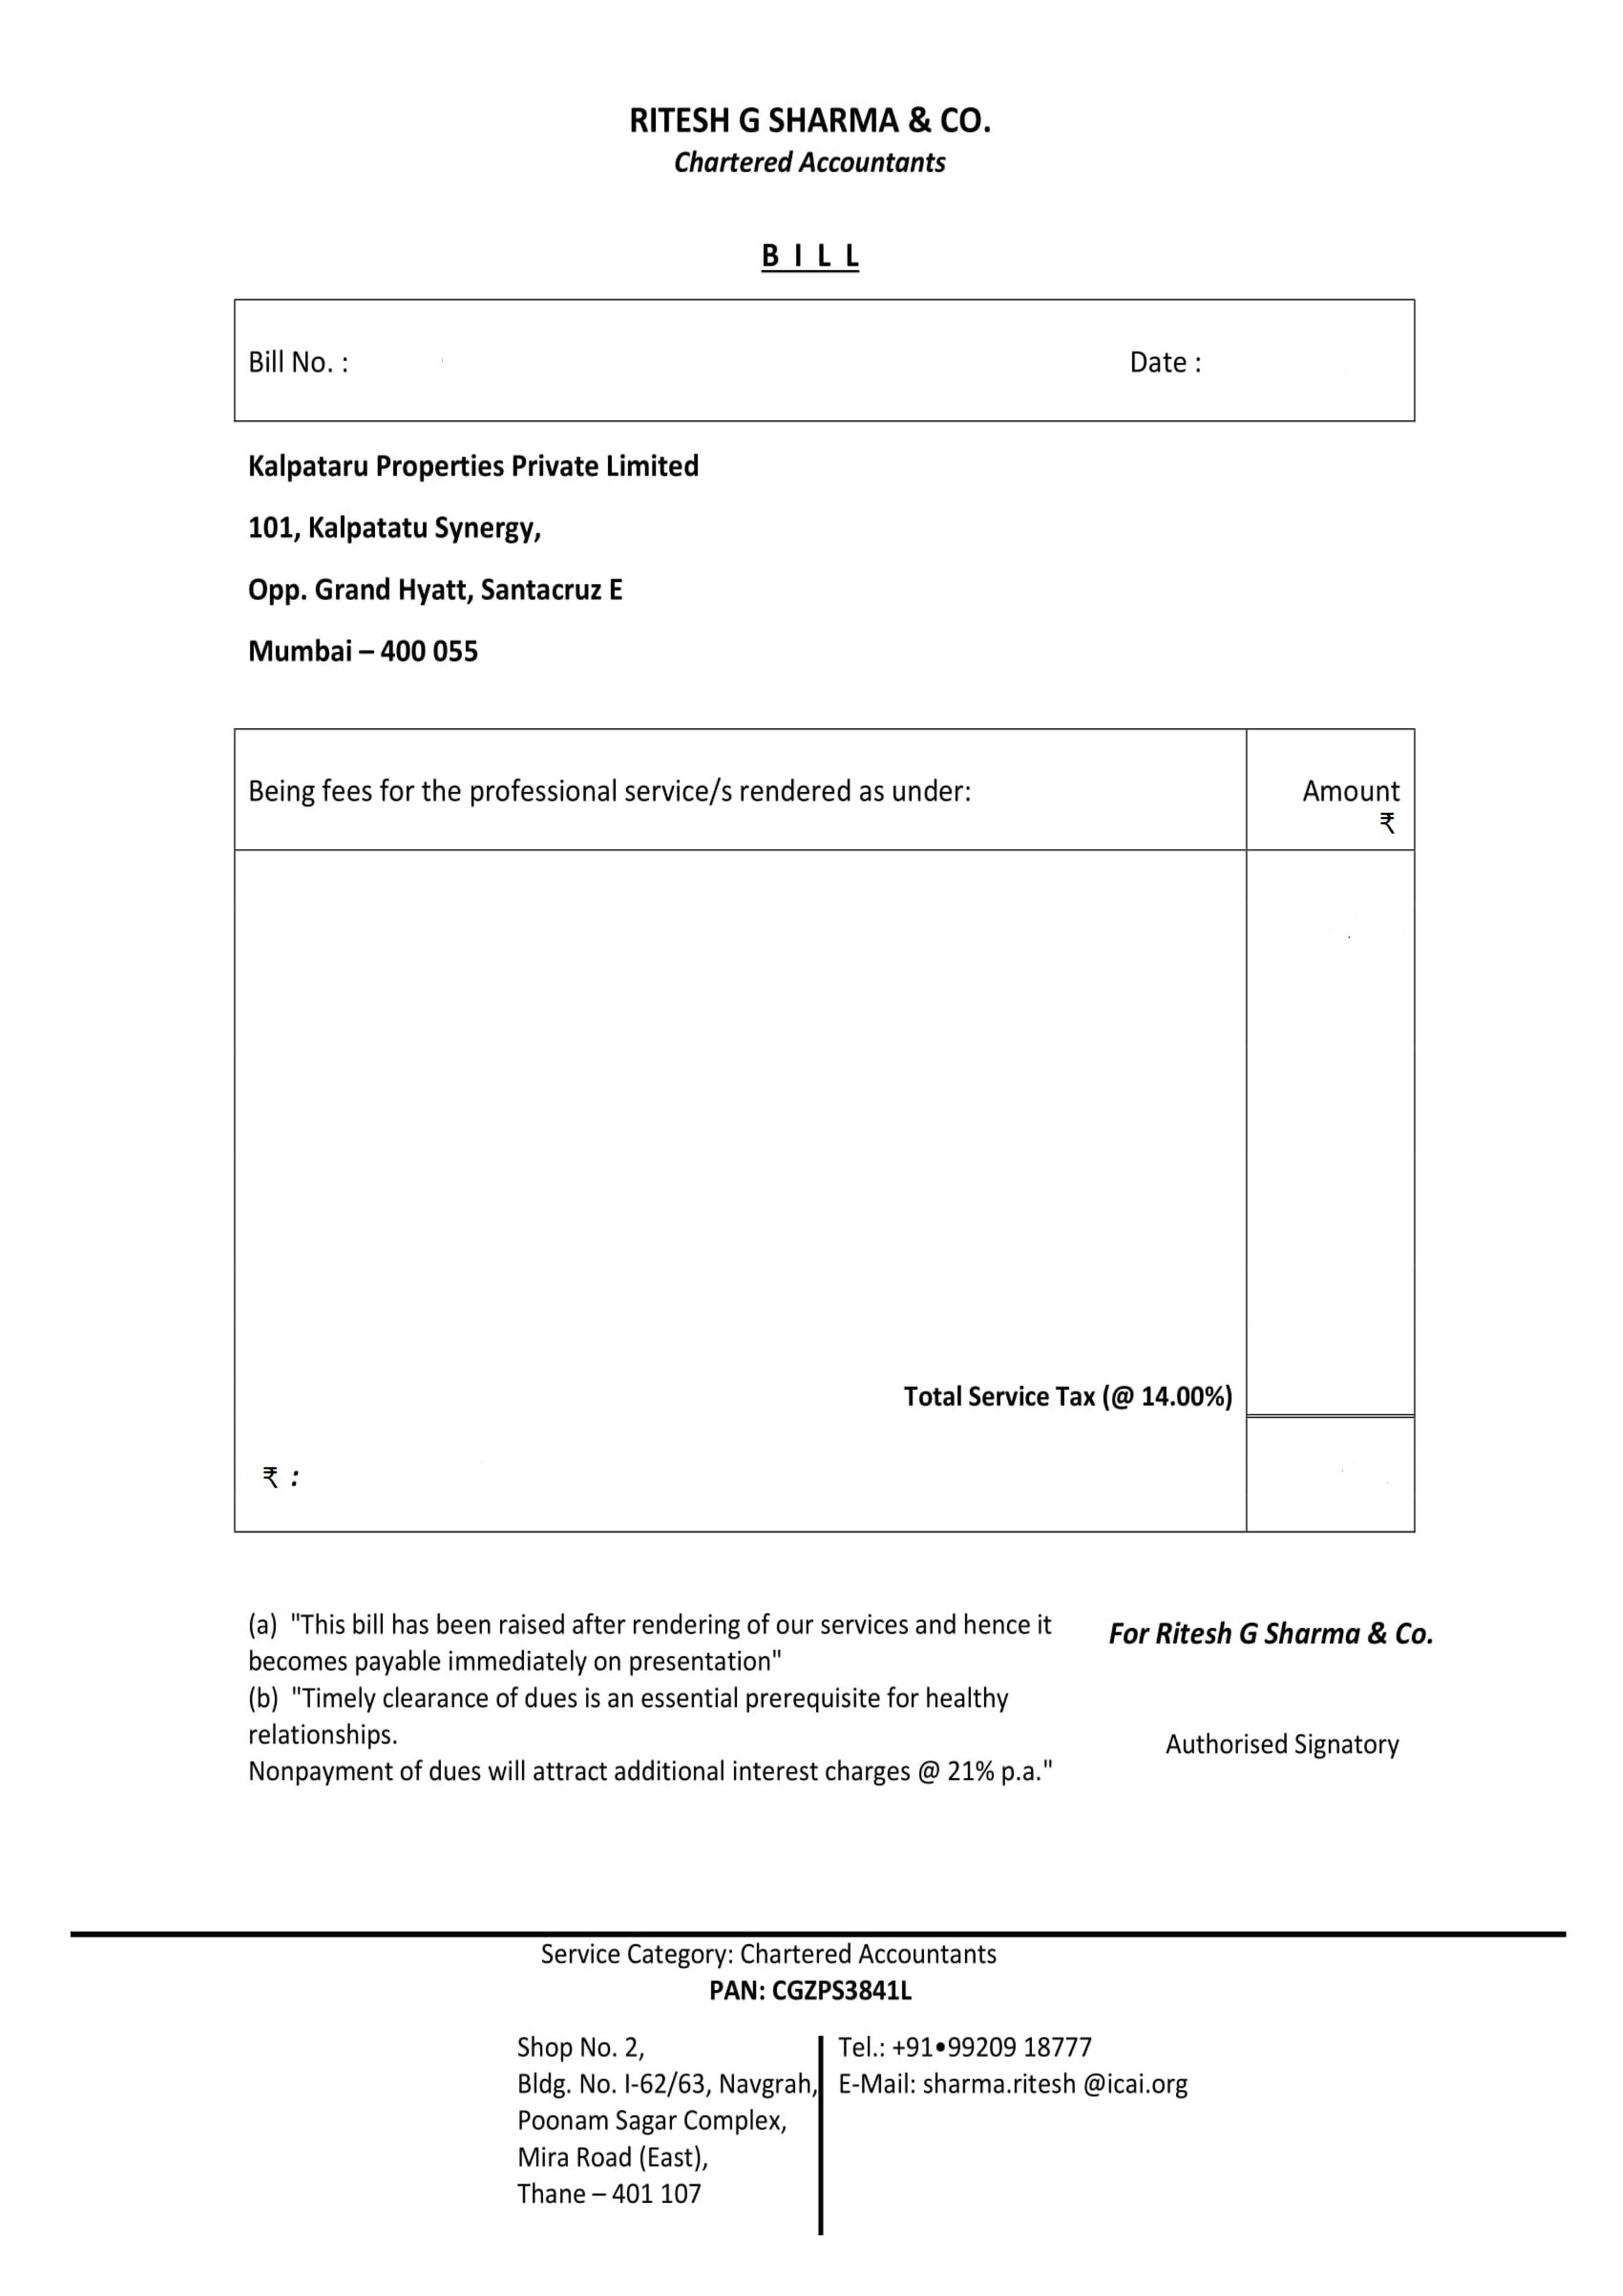 RITESH G SHARMA & CO.
Chartered Accountants
B I L L
Bill No. :
Date :
Kalpataru Properties Private Limited
101, Kalpatatu Synergy,
Opp. Grand Hyatt, Santacruz E
Mumbai – 400 055
Being fees for the professional service/s rendered as under:
Amount
₹
Total Service Tax (@ 14.00%)
₹ :
(a) "This bill has been raised after rendering of our services and hence it
becomes payable immediately on presentation"
(b) "Timely clearance of dues is an essential prerequisite for healthy
relationships.
Nonpayment of dues will attract additional interest charges @ 21% p.a."
For Ritesh G Sharma & Co.
Authorised Signatory
Service Category: Chartered Accountants
PAN: CGZPS3841L
Shop No. 2,
Bldg. No. I-62/63, Navgrah,
Poonam Sagar Complex,
Mira Road (East),
Thane – 401 107
Tel.: +91•99209 18777
E-Mail: sharma.ritesh @icai.org